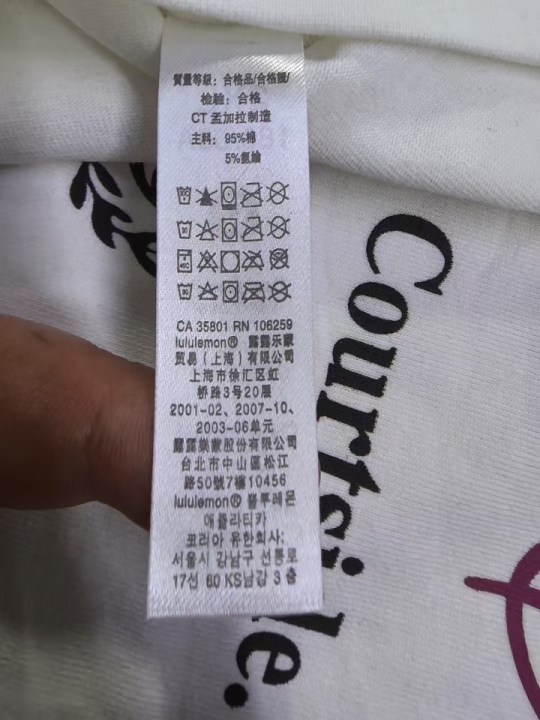 質量等級: 合格品/合格證/
检验: 合格
CT 孟加拉制造
主料: 95%棉
5%氨綸
CA 35801 RN 106259
lululemon® 露露乐蒙
贸易(上海)有限公司
上海市徐汇区虹
桥路3号20层
2001-02、2007-10、
2003-06单元
露露樂蒙股份有限公司
台北市中山區松江
路50號7樓10456
lululemon® 룰루레몬
애틀라티카
코리아 유한회사:
서울시 강남구 선릉로
3 층
Courtside.